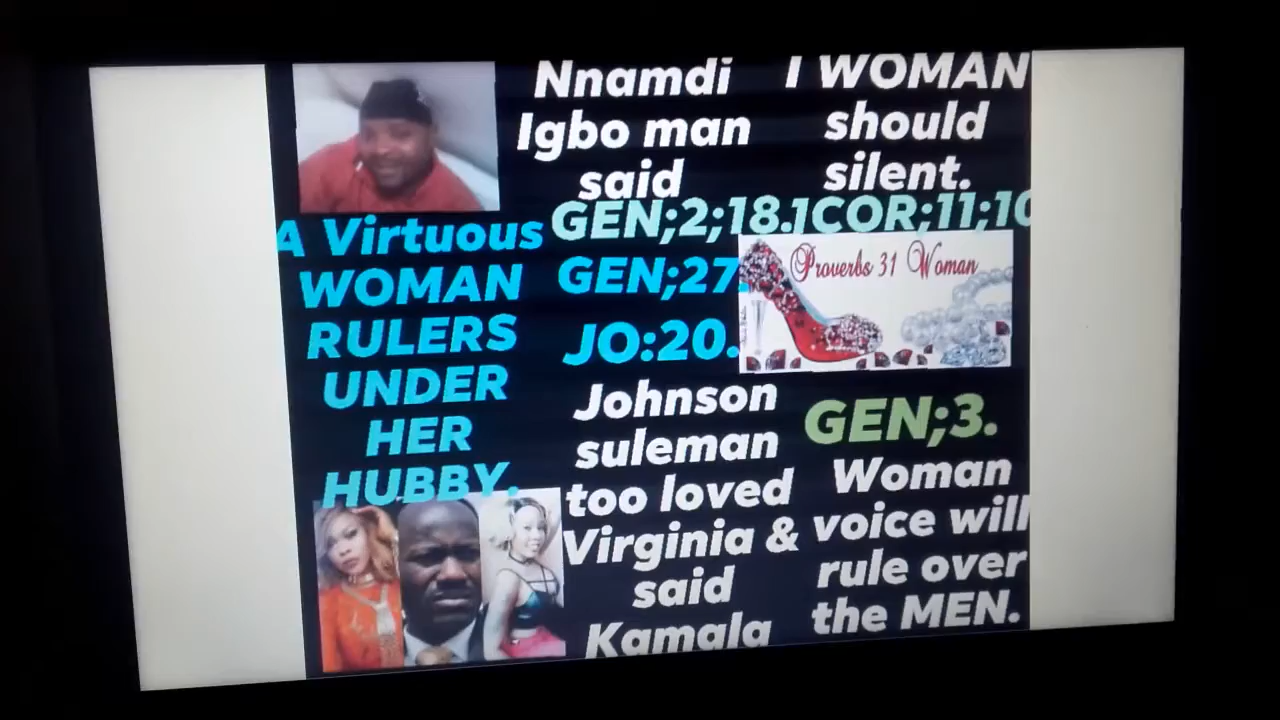 Nnamdi
Igbo man
said
I WOMAN
should
silent.
GEN;2;18.1COR;11;10
A Virtuous
WOMAN
RULERS
UNDER
HER
HUBBY.
GEN;27.
JO:20.
Proverbs 31 Woman
Johnson
suleman
too loved
Virginia &
said
Kamala
GEN;3.
Woman
voice will
rule over
the MEN.